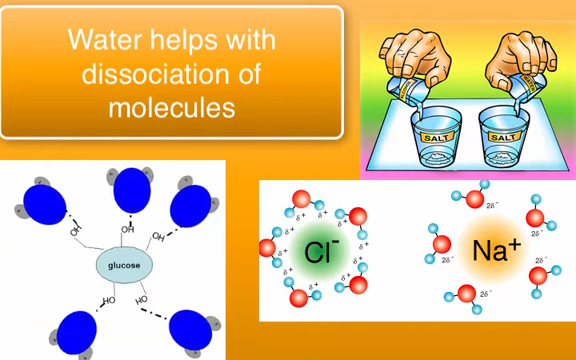 Water helps with
dissociation of
molecules
SALT
SALT
OH
OH
OH
glucose
HO
HO
δ+
δ+
δ+
δ+
δ+
δ+
δ+
δ+
δ+
Cl-
2δ-
2δ-
2δ-
Na+
2δ-
2δ-